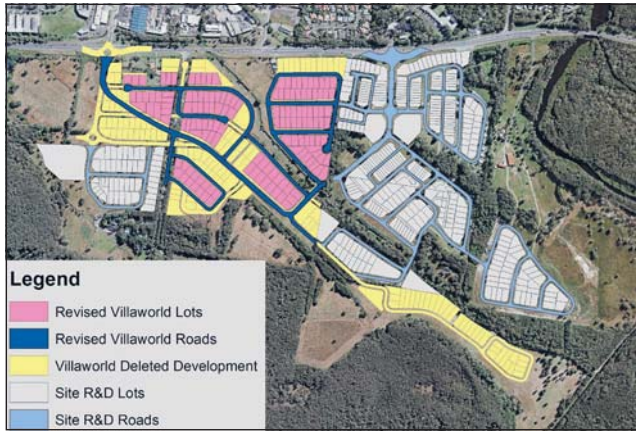 Legend
Revised Villaworld Lots
Revised Villaworld Roads
Villaworld Deleted Development
Site R&D Lots
Site R&D Roads